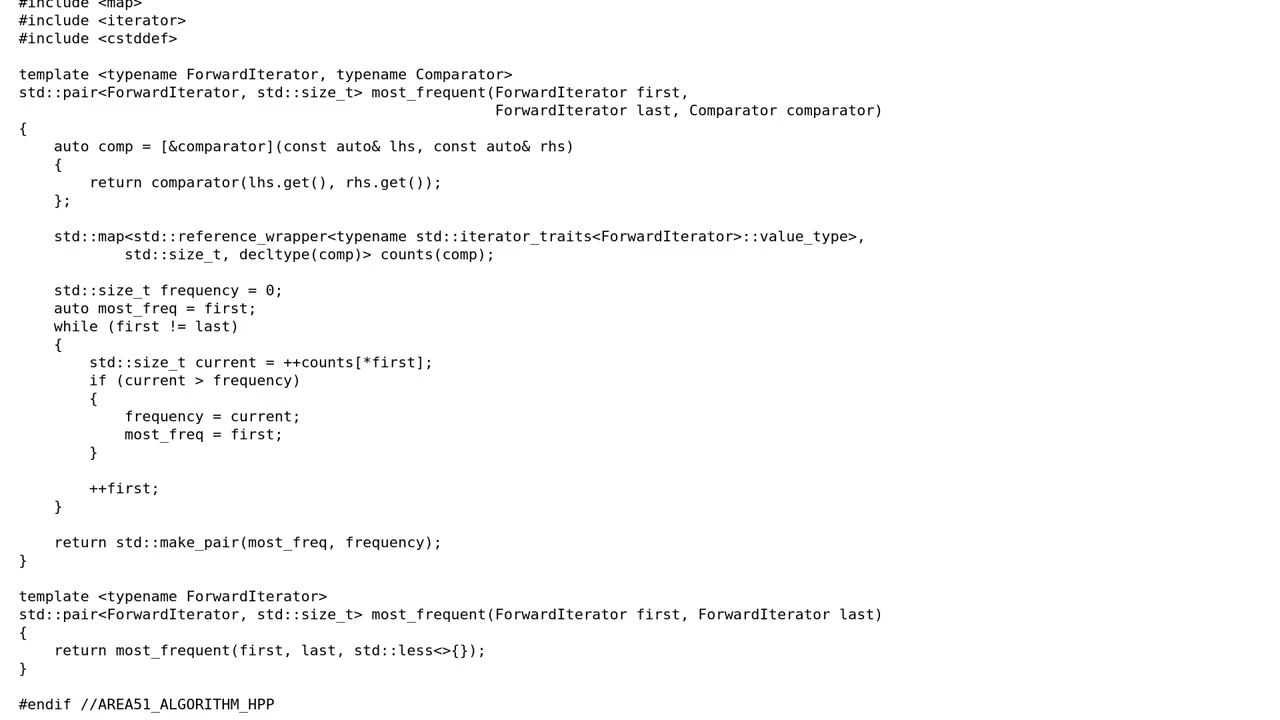 #include <map>
#include <iterator>
#include <cstddef>

template <typename ForwardIterator, typename Comparator>
std::pair<ForwardIterator, std::size_t> most_frequent(ForwardIterator first,
                                                      ForwardIterator last, Comparator comparator)
{
    auto comp = [&comparator](const auto& lhs, const auto& rhs)
    {
        return comparator(lhs.get(), rhs.get());
    };

    std::map<std::reference_wrapper<typename std::iterator_traits<ForwardIterator>::value_type>,
            std::size_t, decltype(comp)> counts(comp);

    std::size_t frequency = 0;
    auto most_freq = first;
    while (first != last)
    {
        std::size_t current = ++counts[*first];
        if (current > frequency)
        {
            frequency = current;
            most_freq = first;
        }

        ++first;
    }

    return std::make_pair(most_freq, frequency);
}

template <typename ForwardIterator>
std::pair<ForwardIterator, std::size_t> most_frequent(ForwardIterator first, ForwardIterator last)
{
    return most_frequent(first, last, std::less<>{});
}

#endif //AREA51_ALGORITHM_HPP